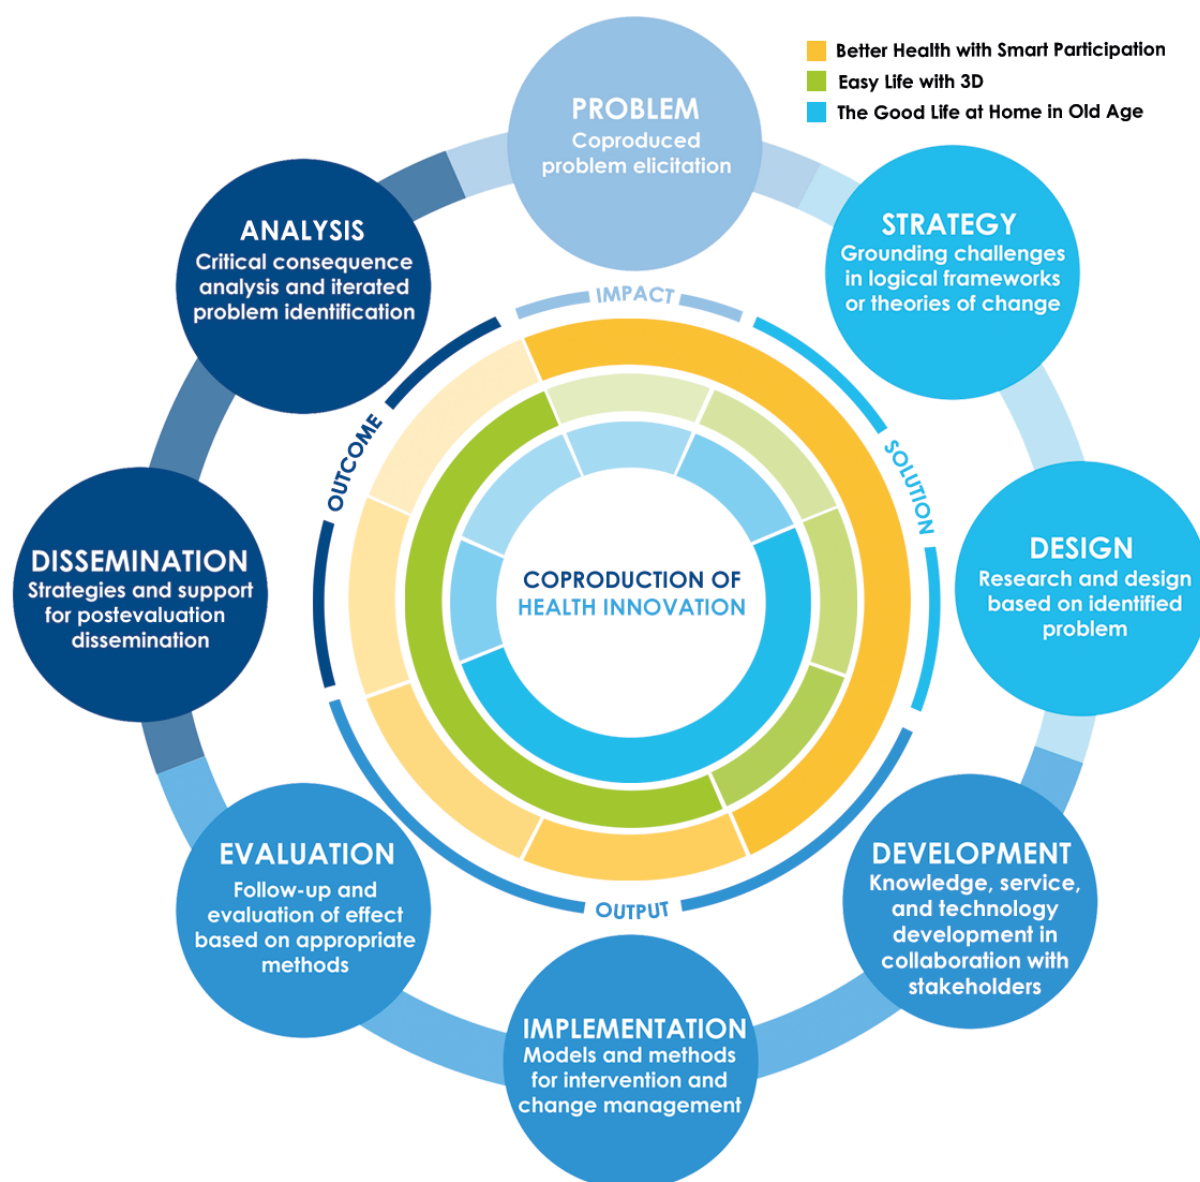 Better Health with Smart Participation
Easy Life with 3D
The Good Life at Home in Old Age
PROBLEM
Coproduced
problem elicitation
STRATEGY
Grounding challenges
in logical frameworks
or theories of change
DESIGN
Research and design
based on identified
problem
DEVELOPMENT
Knowledge, service,
and technology
development in
collaboration with
stakeholders
IMPLEMENTATION
Models and methods
for intervention and
change management
EVALUATION
Follow-up and
evaluation of effect
based on appropriate
methods
DISSEMINATION
Strategies and support
for postevaluation
dissemination
ANALYSIS
Critical consequence
analysis and iterated
problem identification
IMPACT
SOLUTION
OUTPUT
OUTCOME
COPRODUCTION OF
HEALTH INNOVATION